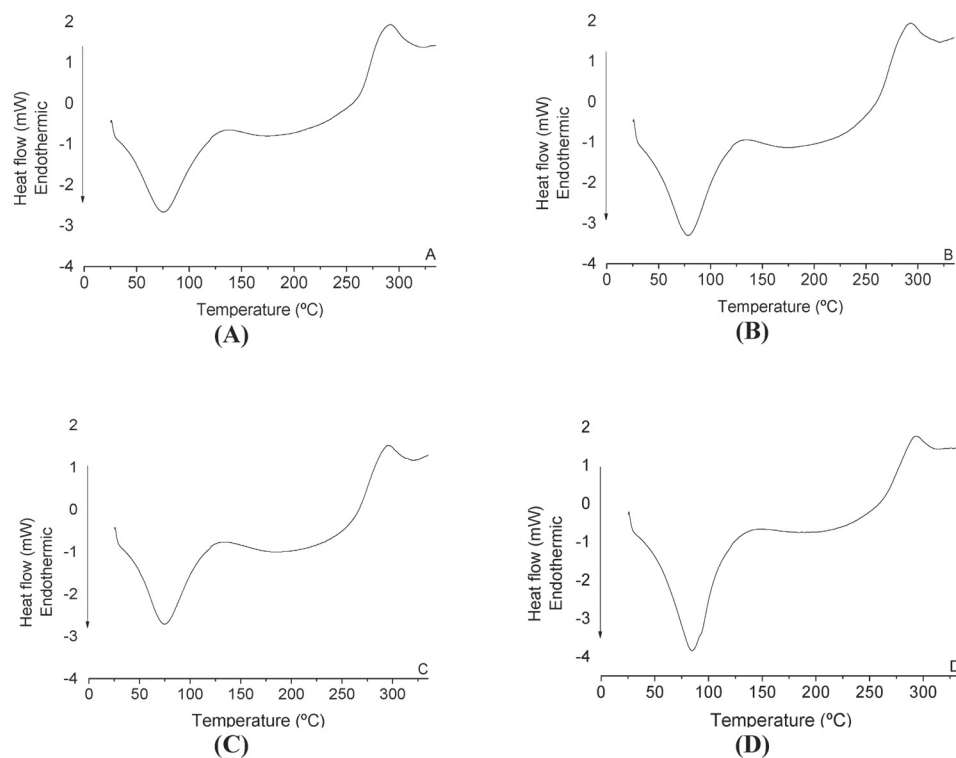 2
1
0
-1
-2
-3
-4
Heat flow (mW)
Endothermic
A
0 50 100 150 200 250 300
Temperature (ºC)
(A)
2
1
0
-1
-2
-3
-4
Heat flow (mW)
Endothermic
B
0 50 100 150 200 250 300
Temperature (ºC)
(B)
2
1
0
-1
-2
-3
-4
Heat flow (mW)
Endothermic
C
0 50 100 150 200 250 300
Temperature (ºC)
(C)
2
1
0
-1
-2
-3
-4
Heat flow (mW)
Endothermic
D
0 50 100 150 200 250 300
Temperature (ºC)
(D)